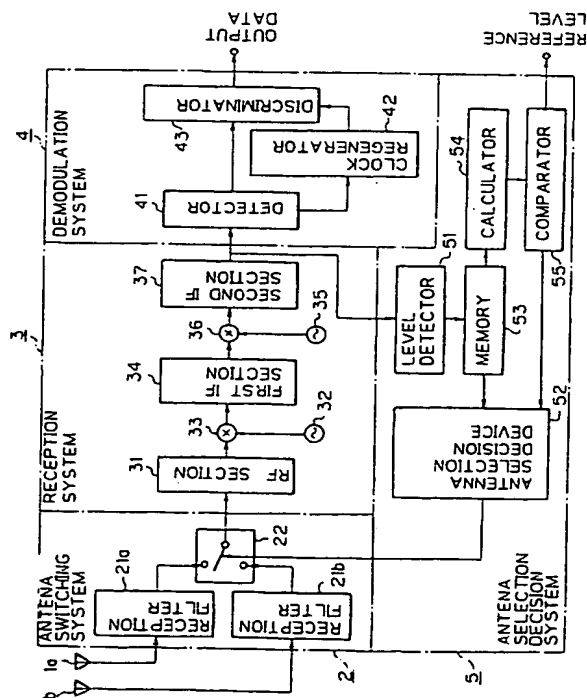 1a
b
ANTENA
SWITCHING
SYSTEM
21a
RECEPTION
FILTER
RECEPTION
FILTER
21b
22
2
3
RECEPTION
SYSTEM
31
RF SECTION
33
32
34
FIRST IF
SECTION
36
35
37
SECOND IF
SECTION
4
DEMODULATION
SYSTEM
41
DETECTOR
43
DISCRIMINATOR
CLOCK
REGENERATOR
42
OUTPUT
DATA
ANTENA
SELECTION
DECISION
SYSTEM
5
ANTENNA
SELECTION
DECISION
DEVICE
52
LEVEL
DETECTOR
51
MEMORY
53
CALCULATOR
54
COMPARATOR
55
REFERENCE
LEVEL